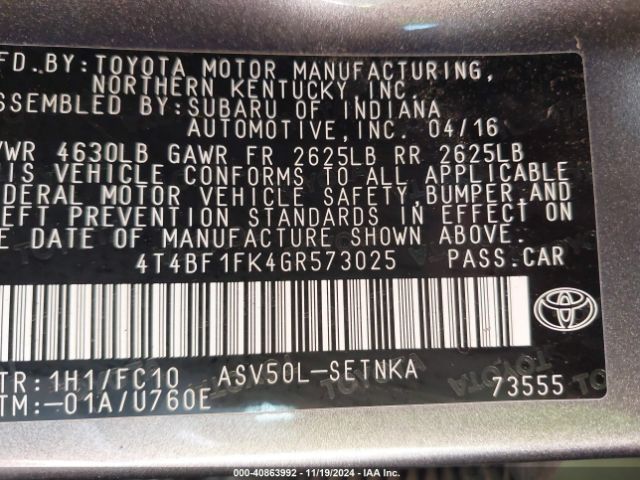 FD. BY: TOYOTA MOTOR MANUFACTURING,
NORTHERN KENTUCKY, INC.
SSEMBLED BY: SUBARU OF INDIANA
AUTOMOTIVE, INC. 04/16
VWR 4630LB GAWR FR 2625LB RR 2625LB
IS VEHICLE CONFORMS TO ALL APPLICABLE
EDERAL MOTOR VEHICLE SAFETY, BUMPER, AND
EFT PREVENTION STANDARDS IN EFFECT ON
E DATE OF MANUFACTURE SHOWN ABOVE.
4T4BF1FK4GR573025 PASS. CAR
TR: 1H1/FC10 ASV50L-SETNKA
TM: -01A/U760E 73555
000-40863992 - 11/19/2024 - IAA Inc.